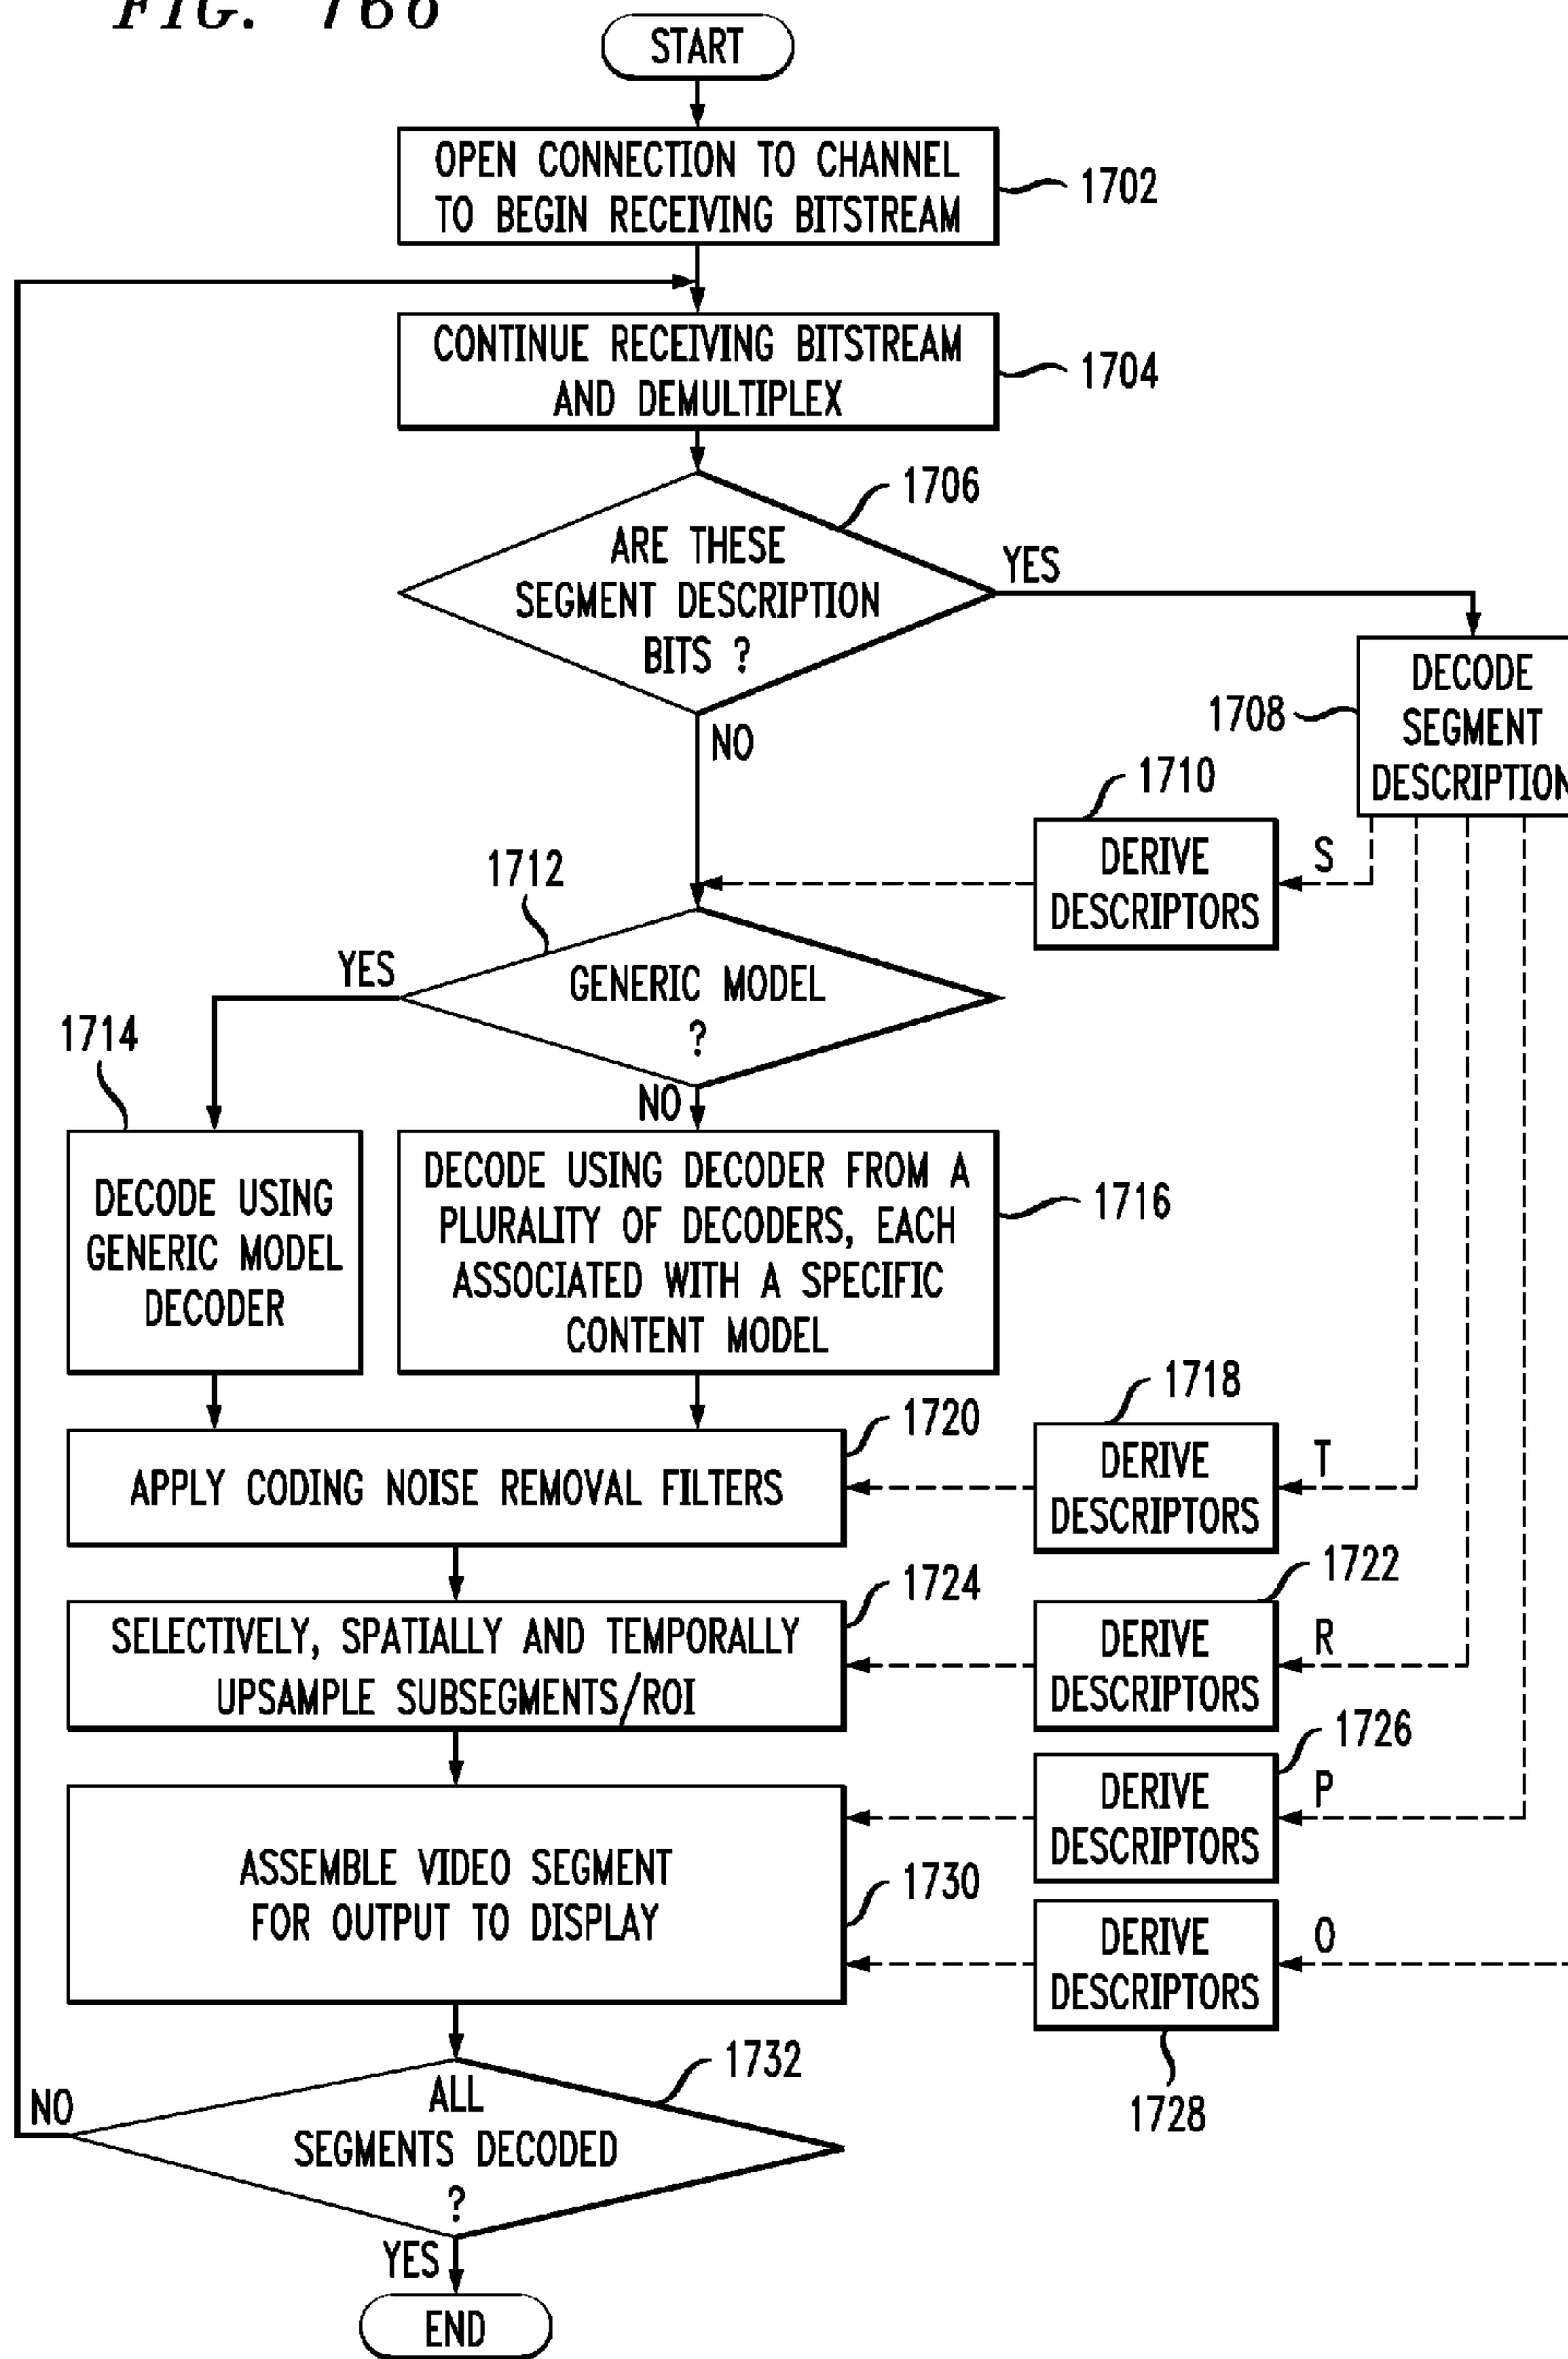 FIG. 16b
START
OPEN CONNECTION TO CHANNEL
TO BEGIN RECEIVING BITSTREAM
1702
CONTINUE RECEIVING BITSTREAM
AND DEMULTIPLEX
1704
1706
ARE THESE
SEGMENT DESCRIPTION
BITS ?
YES
NO
DECODE
SEGMENT
DESCRIPTION
1708
1710
DERIVE
DESCRIPTORS
S
1712
YES
GENERIC MODEL
?
NO
1714
DECODE USING
GENERIC MODEL
DECODER
DECODE USING DECODER FROM A
PLURALITY OF DECODERS, EACH
ASSOCIATED WITH A SPECIFIC
CONTENT MODEL
1716
1718
1720
APPLY CODING NOISE REMOVAL FILTERS
DERIVE
DESCRIPTORS
T
1722
1724
SELECTIVELY, SPATIALLY AND TEMPORALLY
UPSAMPLE SUBSEGMENTS/ROI
DERIVE
DESCRIPTORS
R
1726
DERIVE
DESCRIPTORS
P
ASSEMBLE VIDEO SEGMENT
FOR OUTPUT TO DISPLAY
1730
DERIVE
DESCRIPTORS
O
1728
1732
NO
ALL
SEGMENTS DECODED
?
YES
END